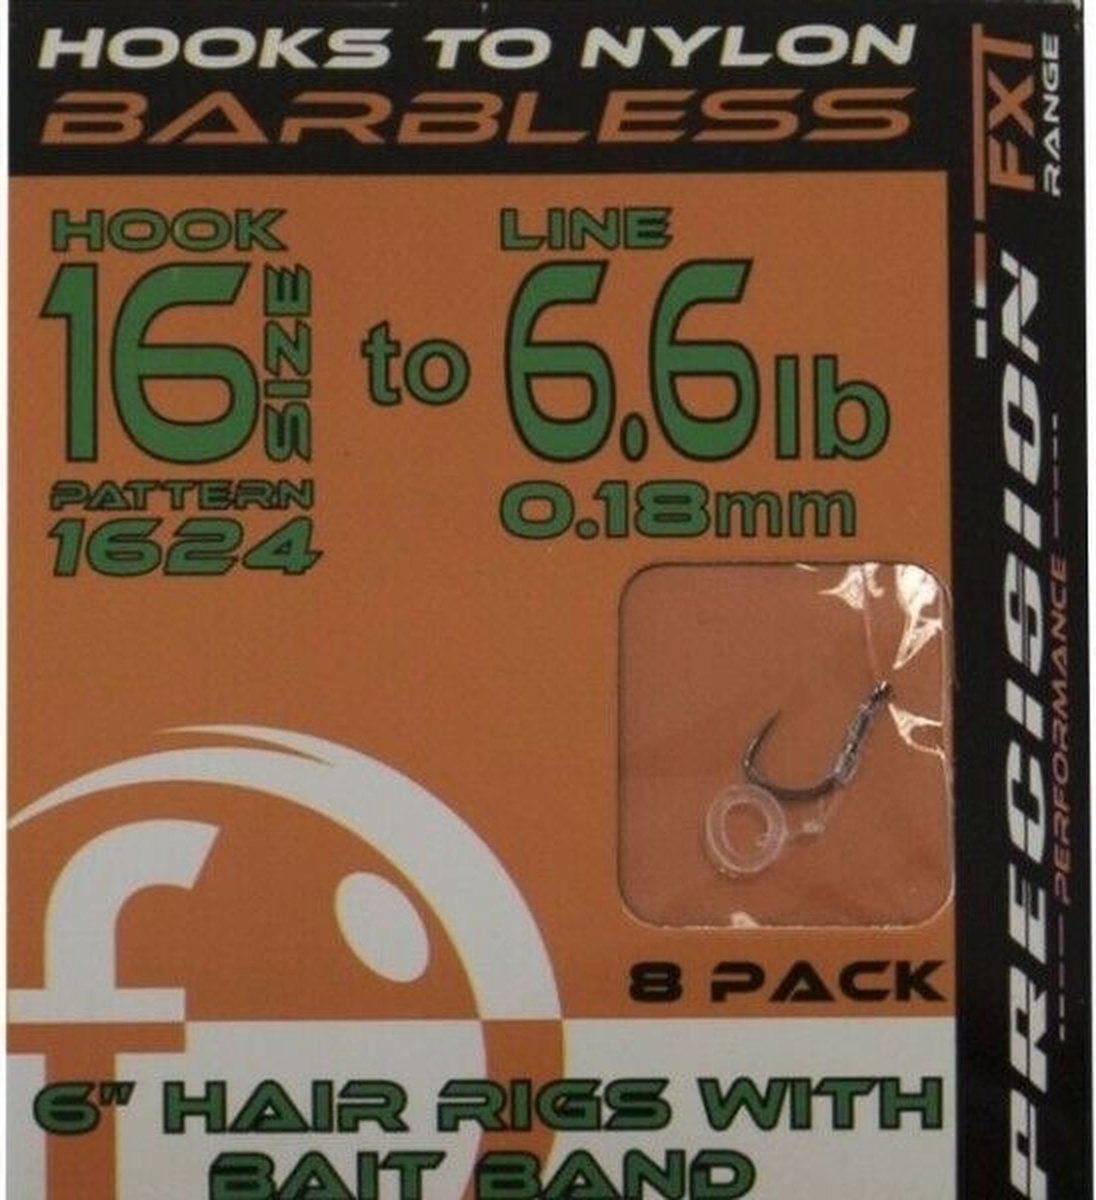 HOOKS TO NYLON
BARBLESS
HOOK
16 SIZE
to
LINE
6.6lb
PATTERN
1624
0.18mm
8 PACK
6" HAIR RIGS WITH
BAIT BAND
FXT
RANGE
PRECISION
PERFORMANCE
f